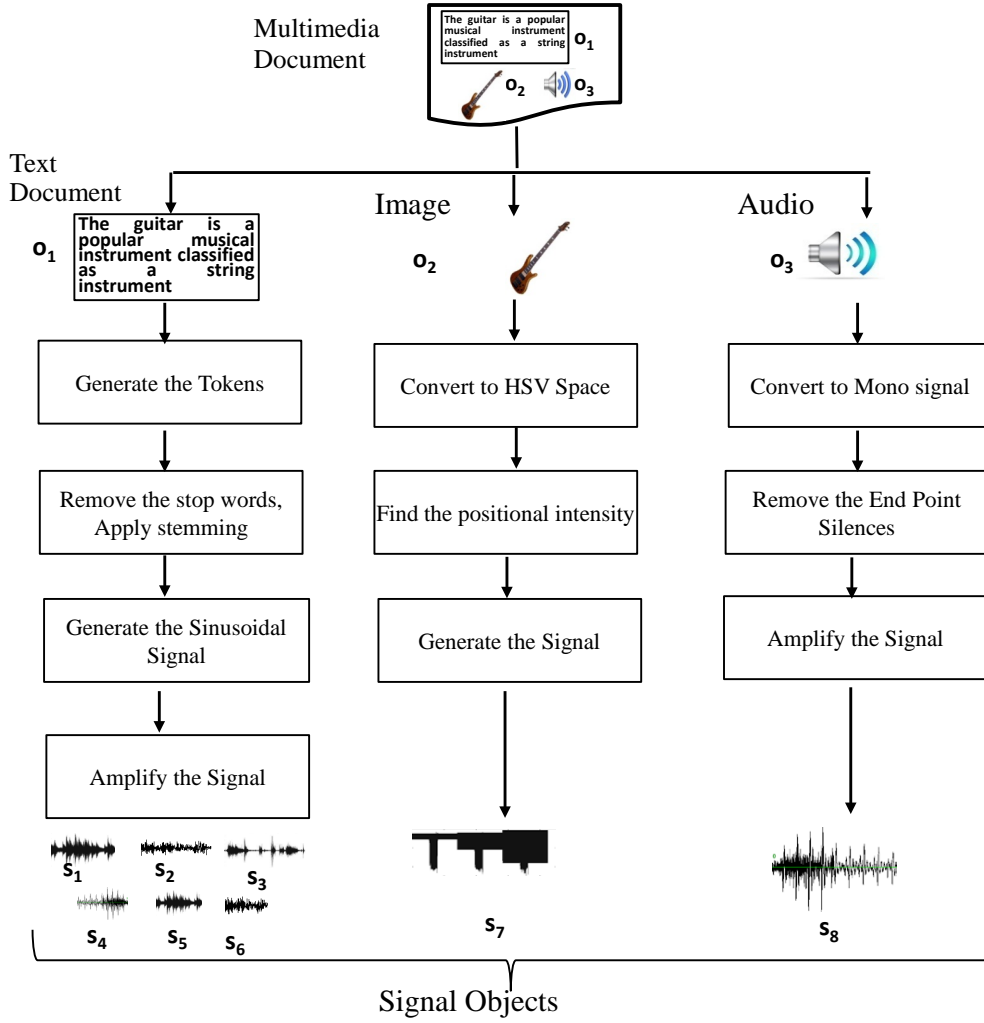 Multimedia
Document
The guitar is a popular
musical instrument
classified as a string
instrument
o1
o2
o3
Text
Document
Image
Audio
o1
The guitar is a
popular musical
instrument classified
as a string
instrument
o2
o3
Generate the Tokens
Convert to HSV Space
Convert to Mono signal
Remove the stop words,
Apply stemming
Find the positional intensity
Remove the End Point
Silences
Generate the Sinusoidal
Signal
Generate the Signal
Amplify the Signal
Amplify the Signal
s1
s2
s3
s4
s5
s6
s7
s8
Signal Objects